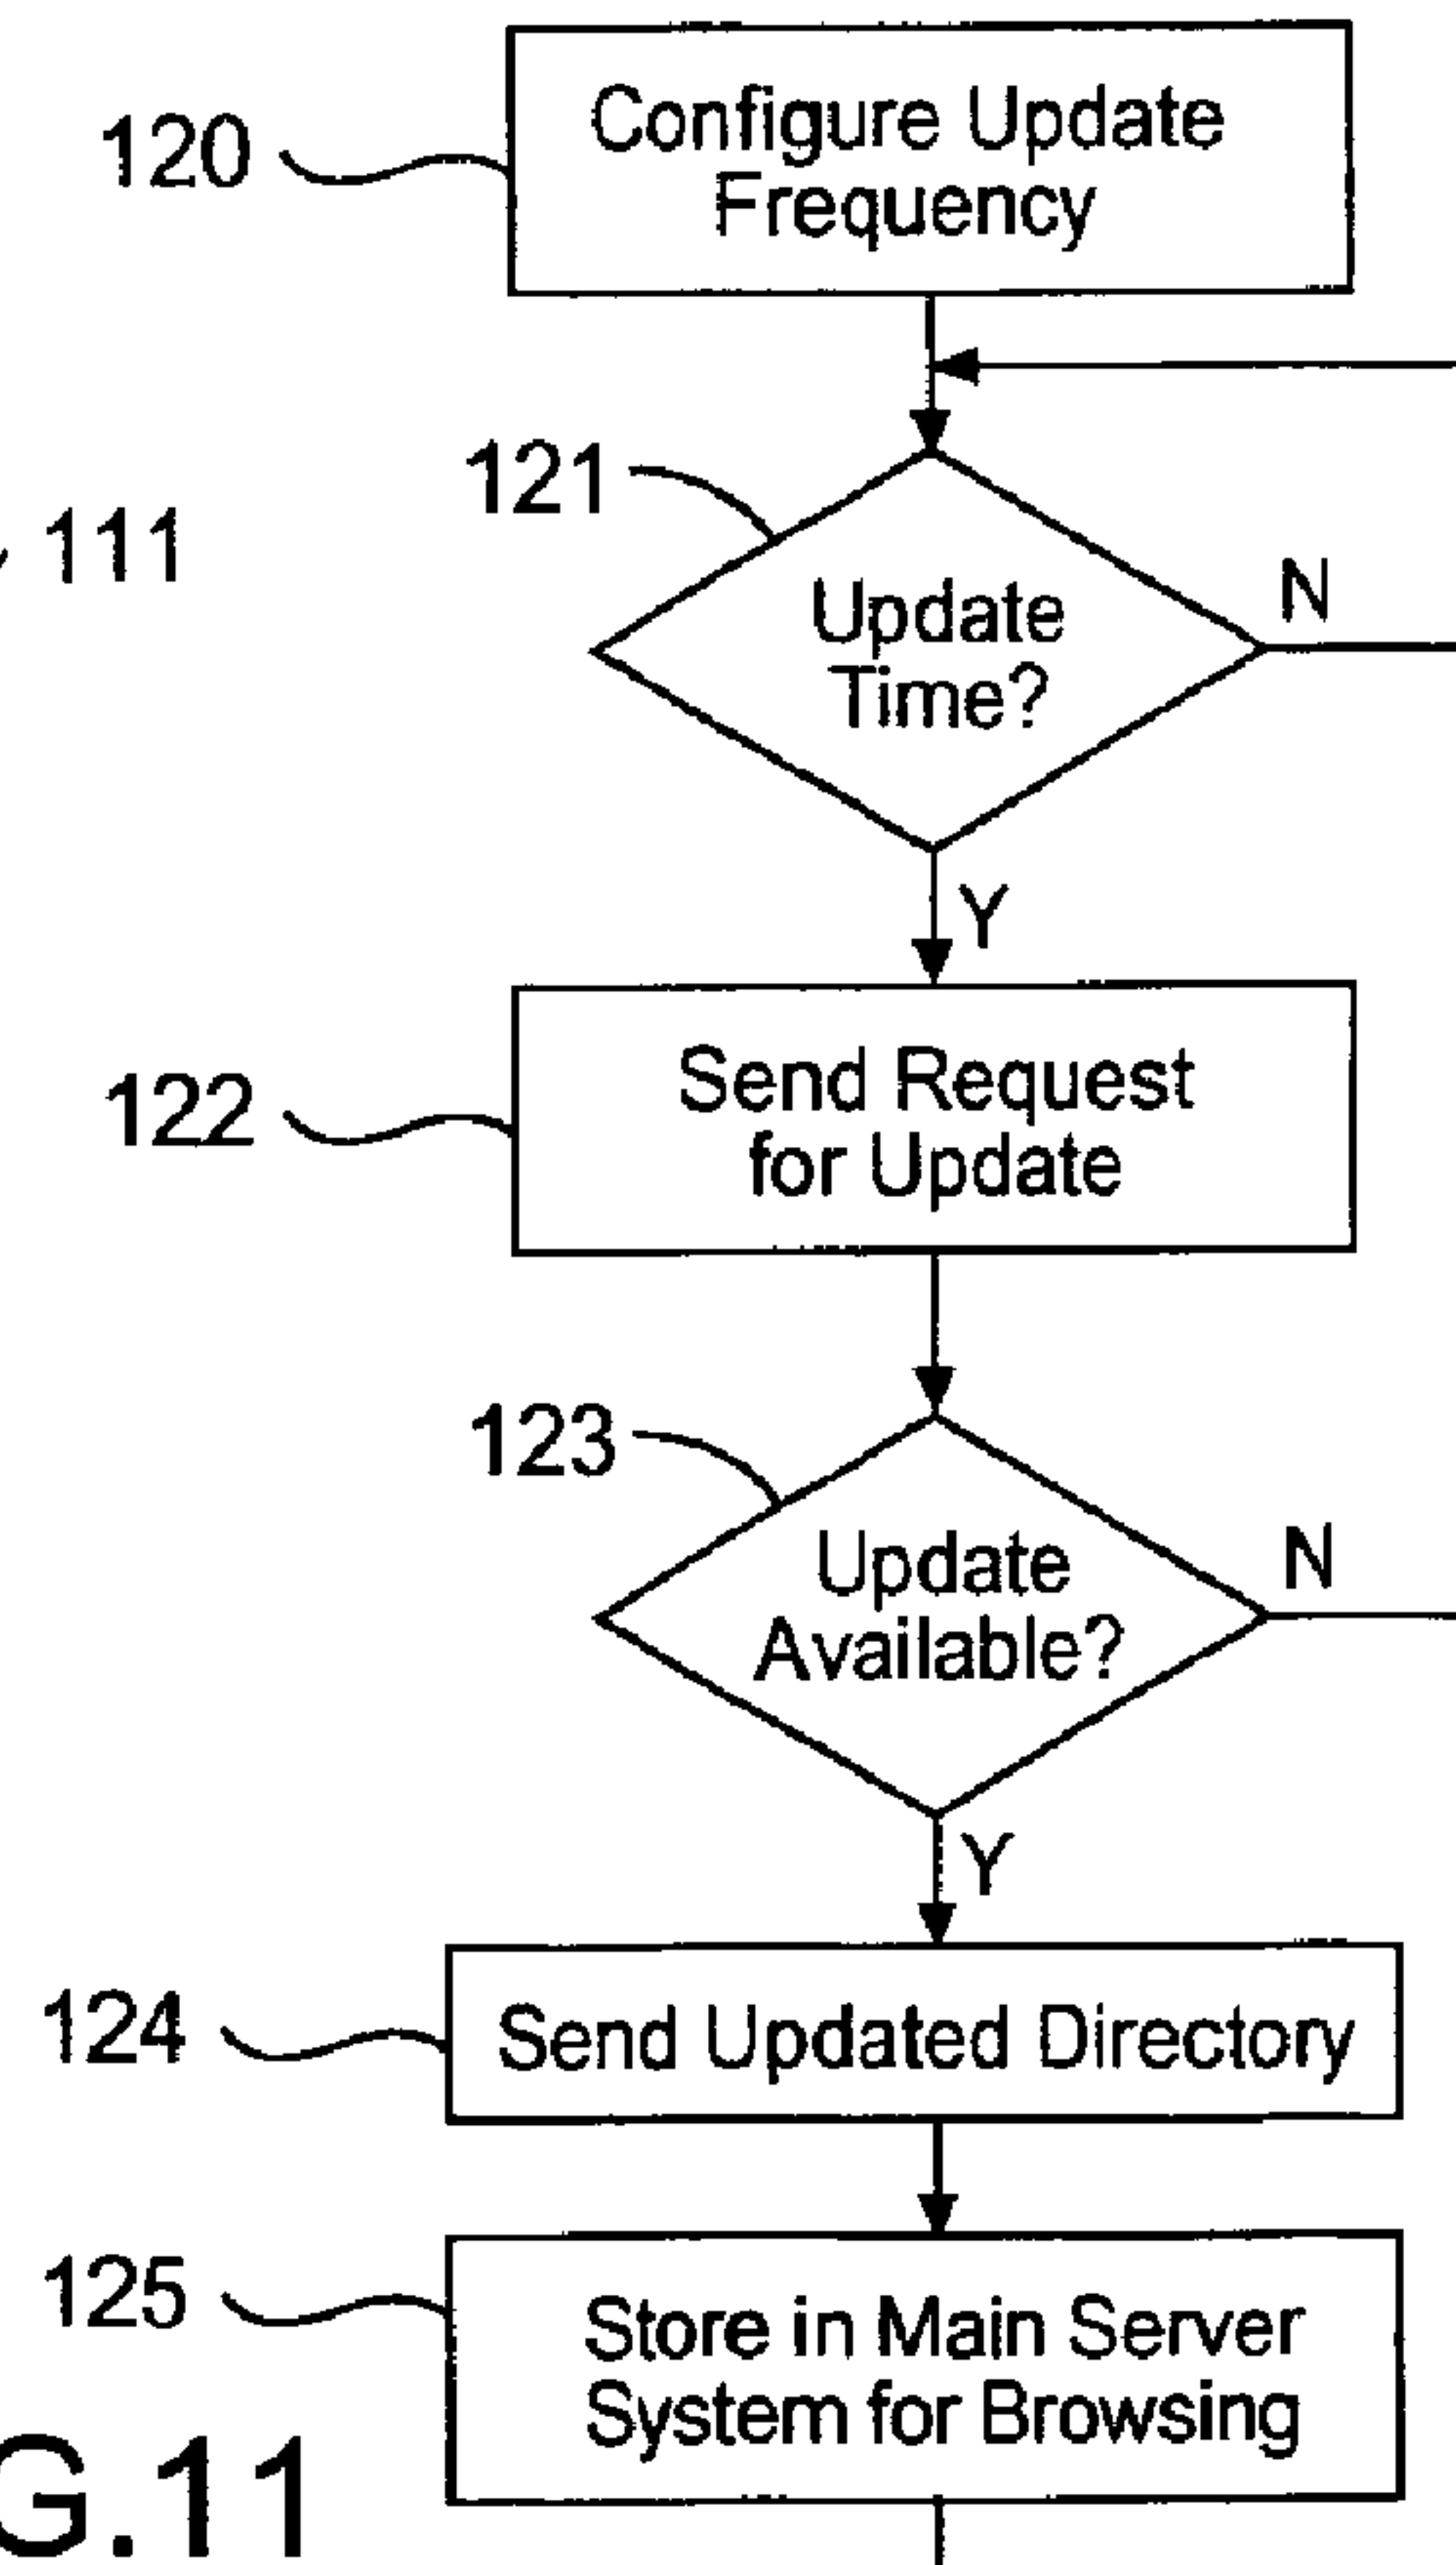 120
Configure Update
Frequency
121
111
Update
Time?
N
Y
122
Send Request
for Update
123
Update
Available?
N
Y
124
Send Updated Directory
125
Store in Main Server
System for Browsing
G.11